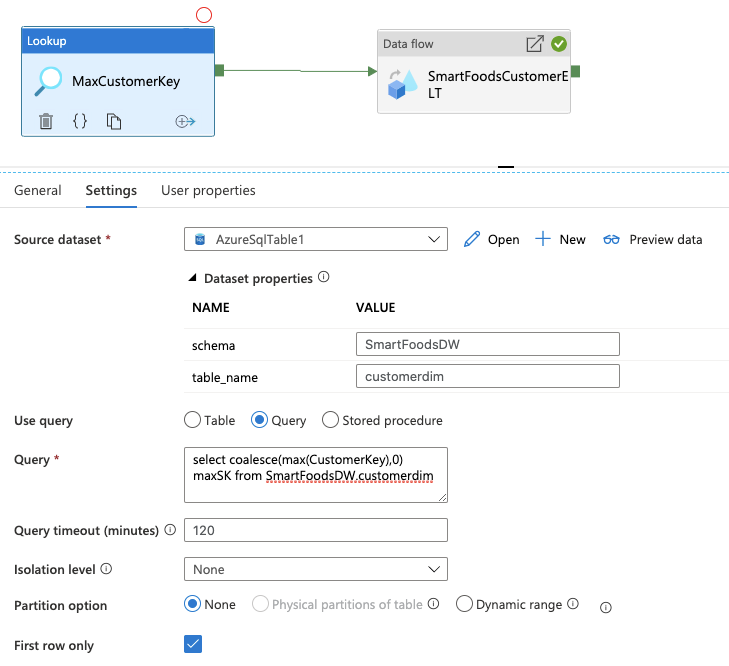 Lookup
MaxCustomerKey
Data flow
SmartFoodsCustomerE
LT
General Settings User properties
Source dataset * AzureSqlTable1 Open New Preview data
Dataset properties
NAME VALUE
schema SmartFoodsDW
table_name customerdim
Use query Table Query Stored procedure
Query * select coalesce(max(CustomerKey),0)
maxSK from SmartFoodsDW.customerdim
Query timeout (minutes) 120
Isolation level None
Partition option None Physical partitions of table Dynamic range
First row only